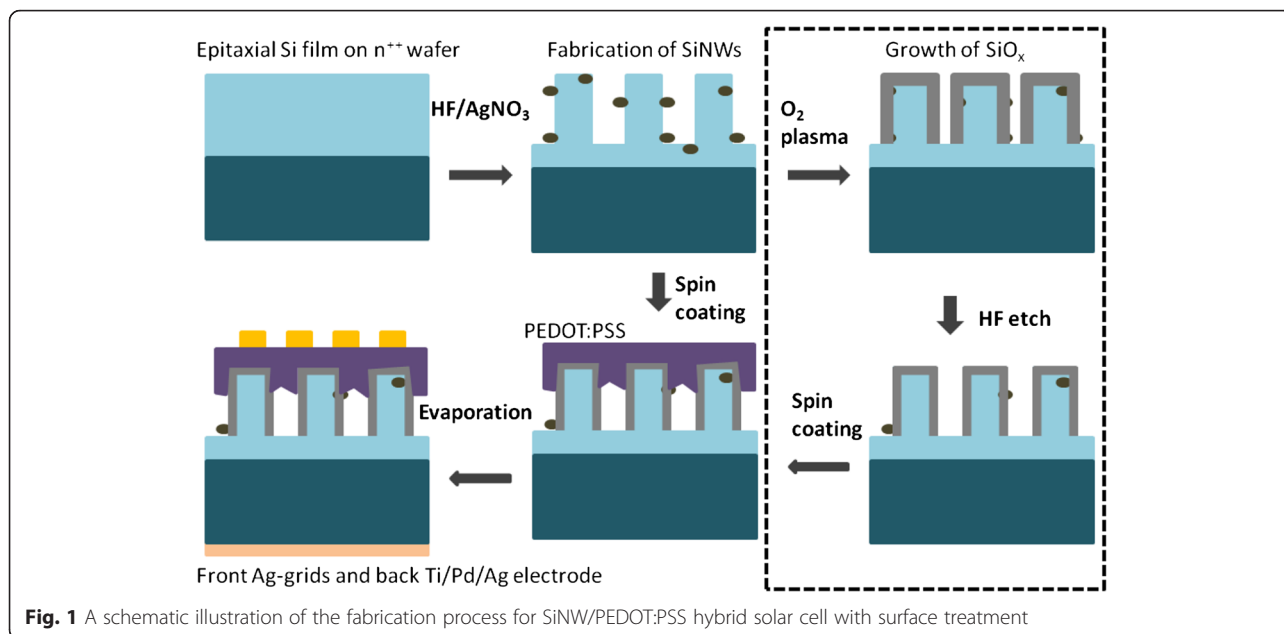 Epitaxial Si film on n⁺⁺ wafer
HF/AgNO₃
Fabrication of SiNWs
O₂
plasma
Growth of SiOₓ
Spin
coating
HF etch
PEDOT:PSS
Evaporation
Spin
coating
Front Ag-grids and back Ti/Pd/Ag electrode
Fig. 1 A schematic illustration of the fabrication process for SiNW/PEDOT:PSS hybrid solar cell with surface treatment